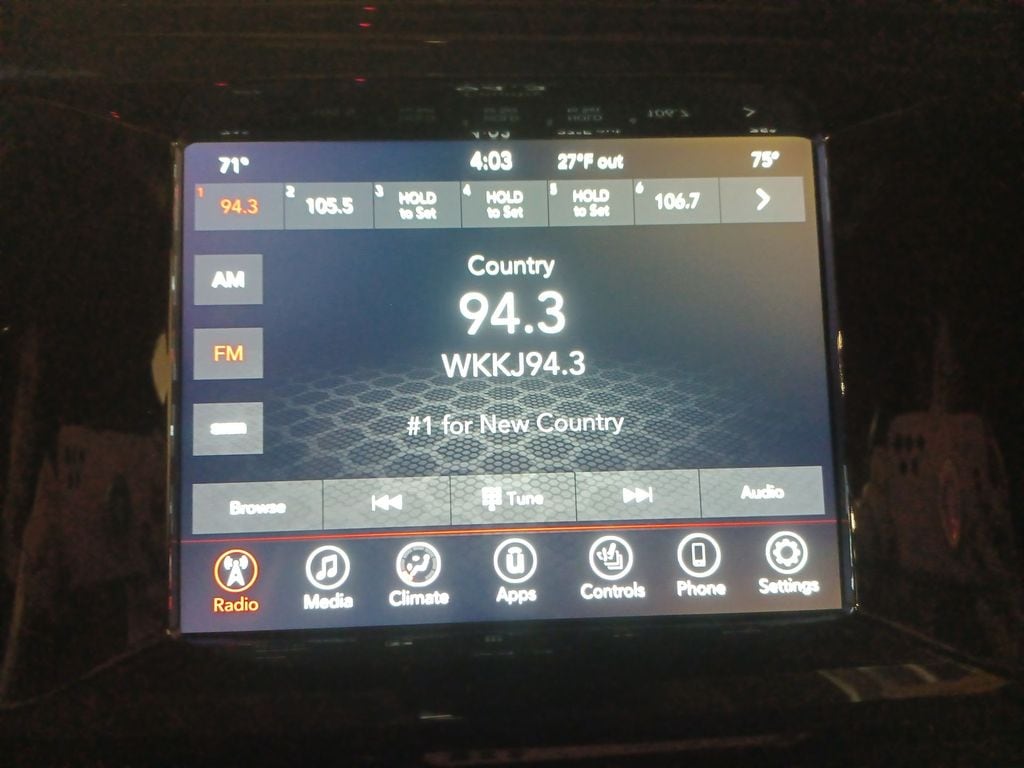 71° 4:03 27°F out 75°
1 94.3 2 105.5 3 HOLD to Set 4 HOLD to Set 5 HOLD to Set 6 106.7
Country
AM
94.3
FM
WKKJ94.3
#1 for New Country
Browse Tune Audio
Radio Media Climate Apps Controls Phone Settings